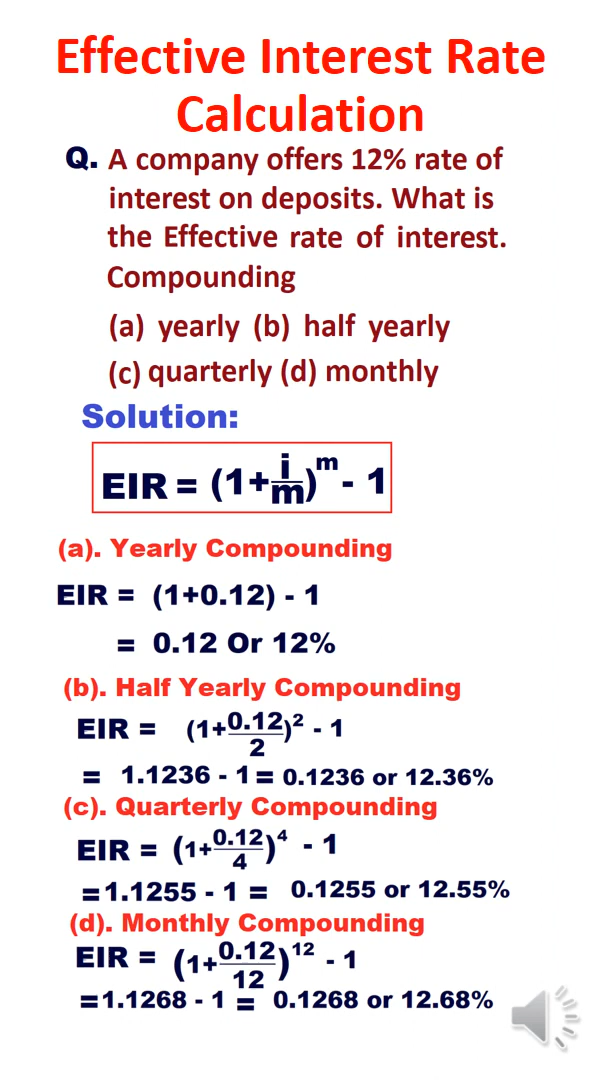 Effective Interest Rate
Calculation
Q. A company offers 12% rate of
interest on deposits. What is
the Effective rate of interest.
Compounding
(a) yearly (b) half yearly
(c) quarterly (d) monthly
Solution:
EIR = (1+i/m)^m - 1
(a). Yearly Compounding
EIR = (1+0.12) - 1
= 0.12 Or 12%
(b). Half Yearly Compounding
EIR = (1+0.12/2)² - 1
= 1.1236 - 1 = 0.1236 or 12.36%
(c). Quarterly Compounding
EIR = (1+0.12/4)⁴ - 1
=1.1255 - 1 = 0.1255 or 12.55%
(d). Monthly Compounding
EIR = (1+0.12/12)¹² - 1
=1.1268 - 1 = 0.1268 or 12.68%